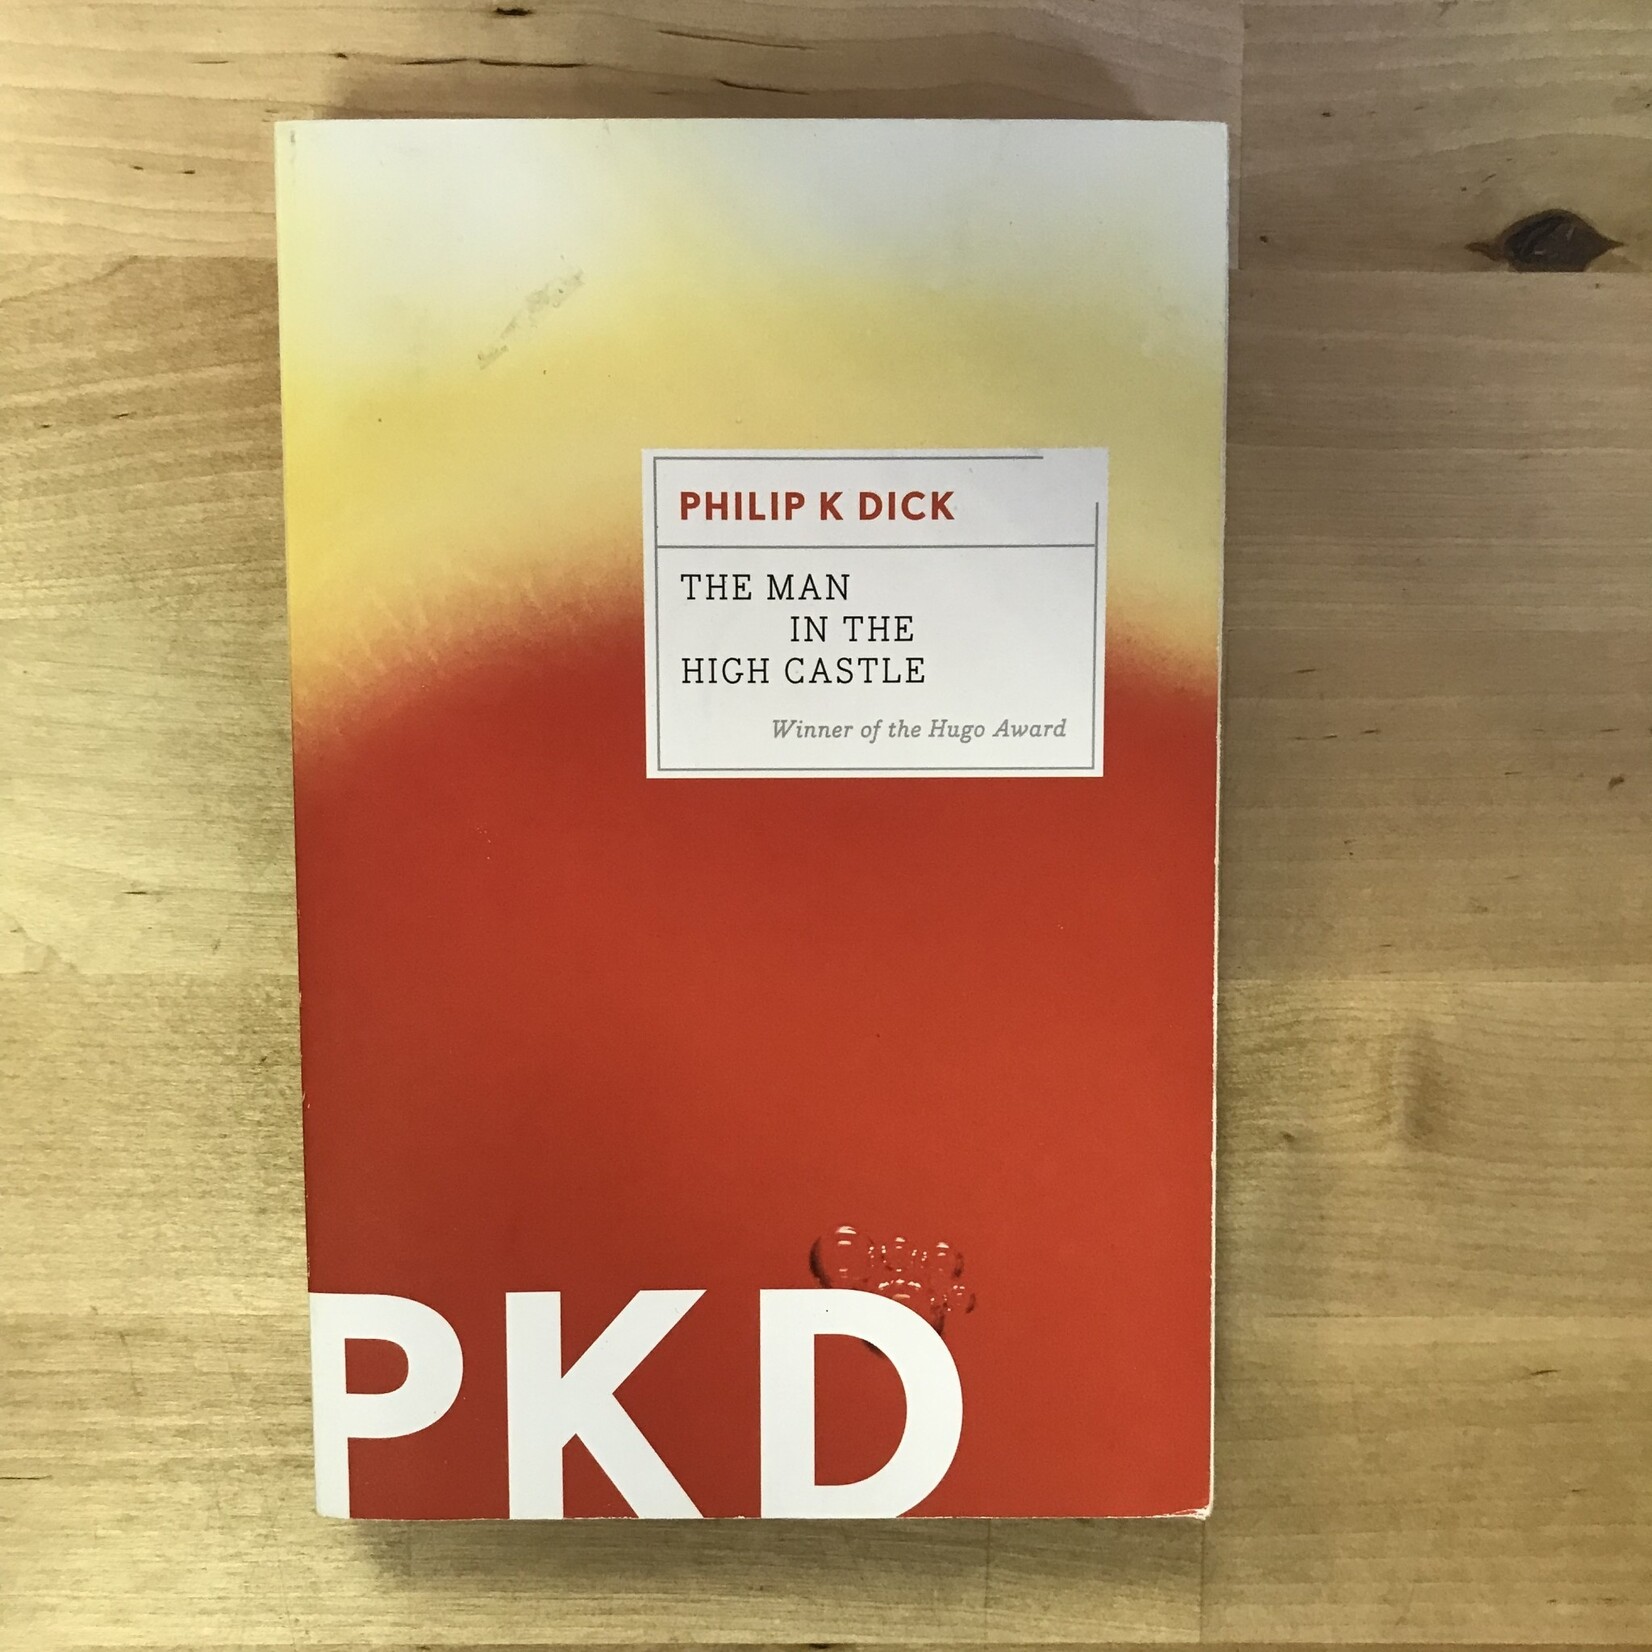 PHILIP K DICK
THE MAN
IN THE
HIGH CASTLE
Winner of the Hugo Award
PKD